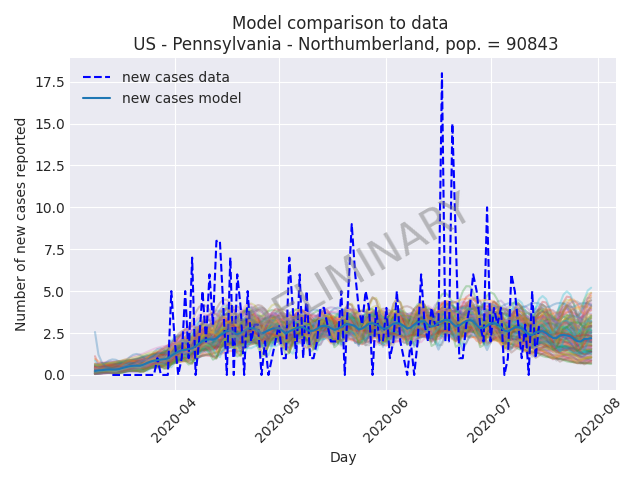 Model comparison to data
US - Pennsylvania - Northumberland, pop. = 90843
new cases data
new cases model
Number of new cases reported
17.5
15.0
12.5
10.0
7.5
5.0
2.5
0.0
ELIMINARY
2020-04
2020-05
2020-06
2020-07
2020-08
Day